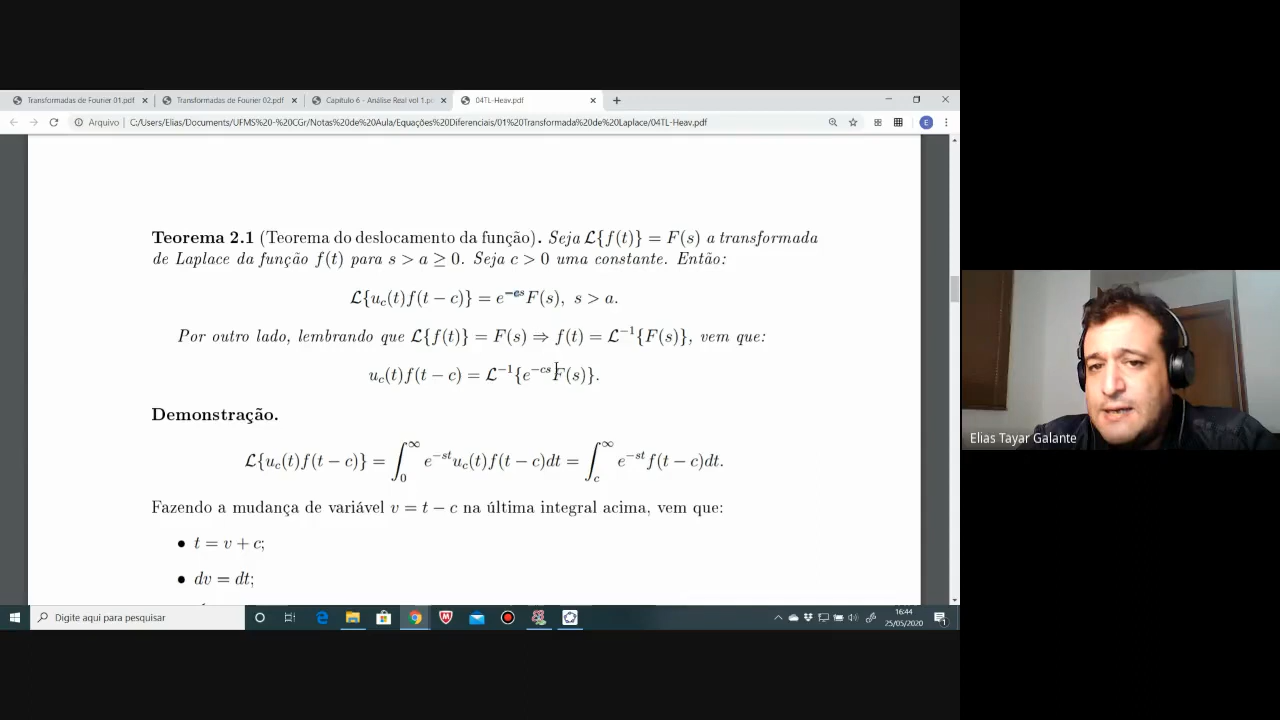 Transformadas de Fourier 01.pdf
Transformadas de Fourier 02.pdf
Capítulo 6 - Análise Real vol 1.pd
04TL-Heav.pdf
Arquivo
C:/Users/Elias/Documents/UFMS%20-%20CGr/Notas%20de%20Aula/Equações%20Diferenciais/01%20Transformada%20de%20Laplace/04TL-Heav.pdf
E
Teorema 2.1 (Teorema do deslocamento da função). Seja ℒ{f(t)} = F(s) a transformada
de Laplace da função f(t) para s > a ≥ 0. Seja c > 0 uma constante. Então:
ℒ{u_c(t)f(t − c)} = e^{−cs}F(s), s > a.
Por outro lado, lembrando que ℒ{f(t)} = F(s) ⇒ f(t) = ℒ^{−1}{F(s)}, vem que:
u_c(t)f(t − c) = ℒ^{−1}{e^{−cs}F(s)}.
Demonstração.
ℒ{u_c(t)f(t − c)} = ∫_0^∞ e^{−st}u_c(t)f(t − c)dt = ∫_c^∞ e^{−st}f(t − c)dt.
Fazendo a mudança de variável v = t − c na última integral acima, vem que:
• t = v + c;
• dv = dt;
Elias Tayar Galante
Digite aqui para pesquisar
16:44
25/05/2020